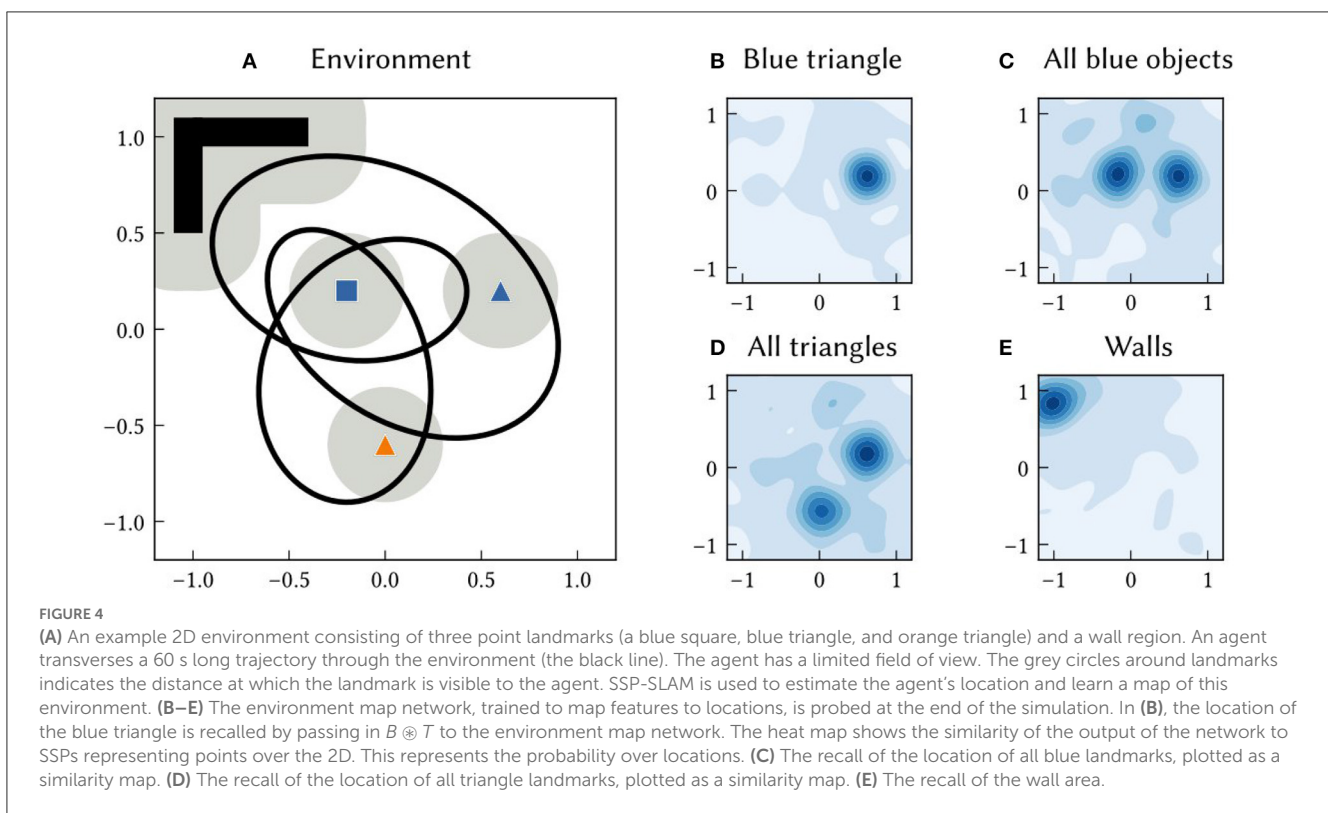 A Environment
B Blue triangle
C All blue objects
1.0
0.5
0.0
−0.5
−1.0
−1.0 −0.5 0.0 0.5 1.0
1
0
−1
−1 0 1
1
0
−1
−1 0 1
D All triangles
E Walls
1
0
−1
−1 0 1
1
0
−1
−1 0 1
FIGURE 4
(A) An example 2D environment consisting of three point landmarks (a blue square, blue triangle, and orange triangle) and a wall region. An agent
transverses a 60 s long trajectory through the environment (the black line). The agent has a limited field of view. The grey circles around landmarks
indicates the distance at which the landmark is visible to the agent. SSP-SLAM is used to estimate the agent's location and learn a map of this
environment. (B–E) The environment map network, trained to map features to locations, is probed at the end of the simulation. In (B), the location of
the blue triangle is recalled by passing in B ⊛ T to the environment map network. The heat map shows the similarity of the output of the network to
SSPs representing points over the 2D. This represents the probability over locations. (C) The recall of the location of all blue landmarks, plotted as a
similarity map. (D) The recall of the location of all triangle landmarks, plotted as a similarity map. (E) The recall of the wall area.